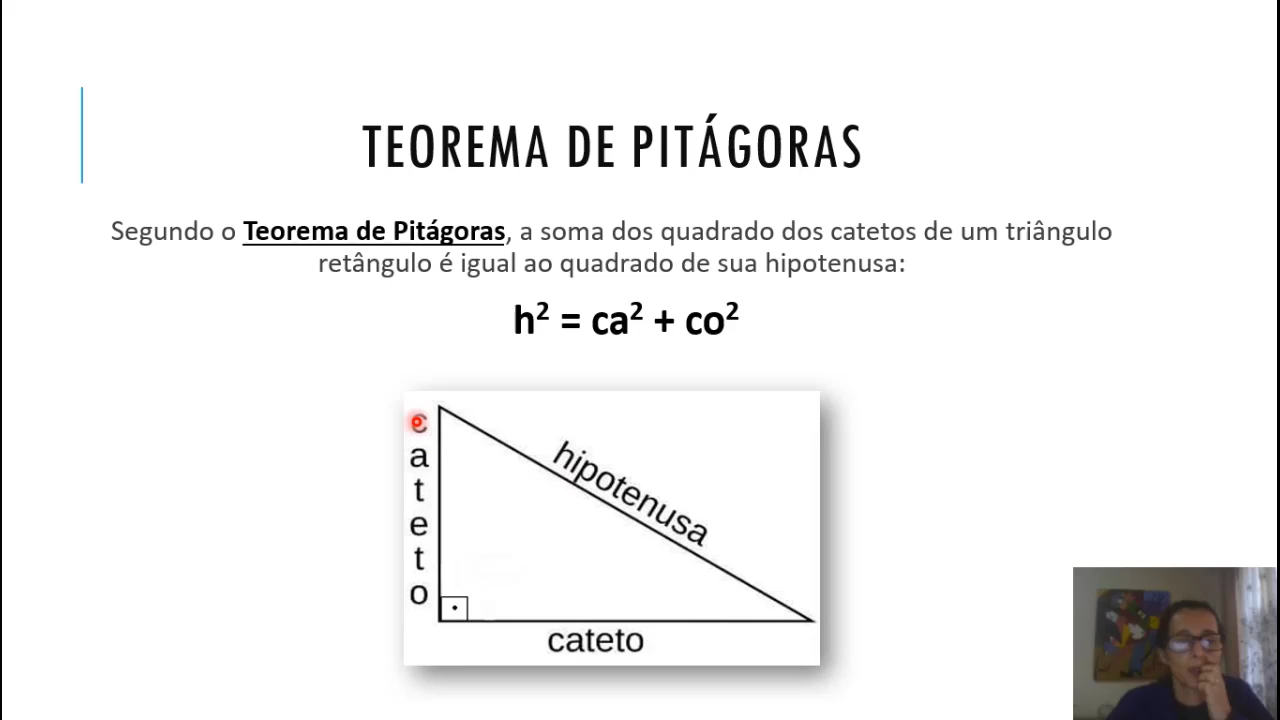 TEOREMA DE PITÁGORAS
Segundo o Teorema de Pitágoras, a soma dos quadrado dos catetos de um triângulo
retângulo é igual ao quadrado de sua hipotenusa:
h² = ca² + co²
cateto
hipotenusa
cateto